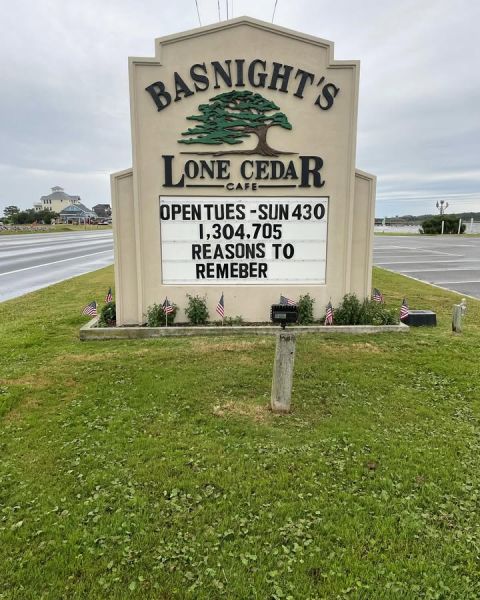 BASNIGHT'S
LONE CEDAR
CAFE
OPEN TUES - SUN 430
1,304.705
REASONS TO
REMEBER